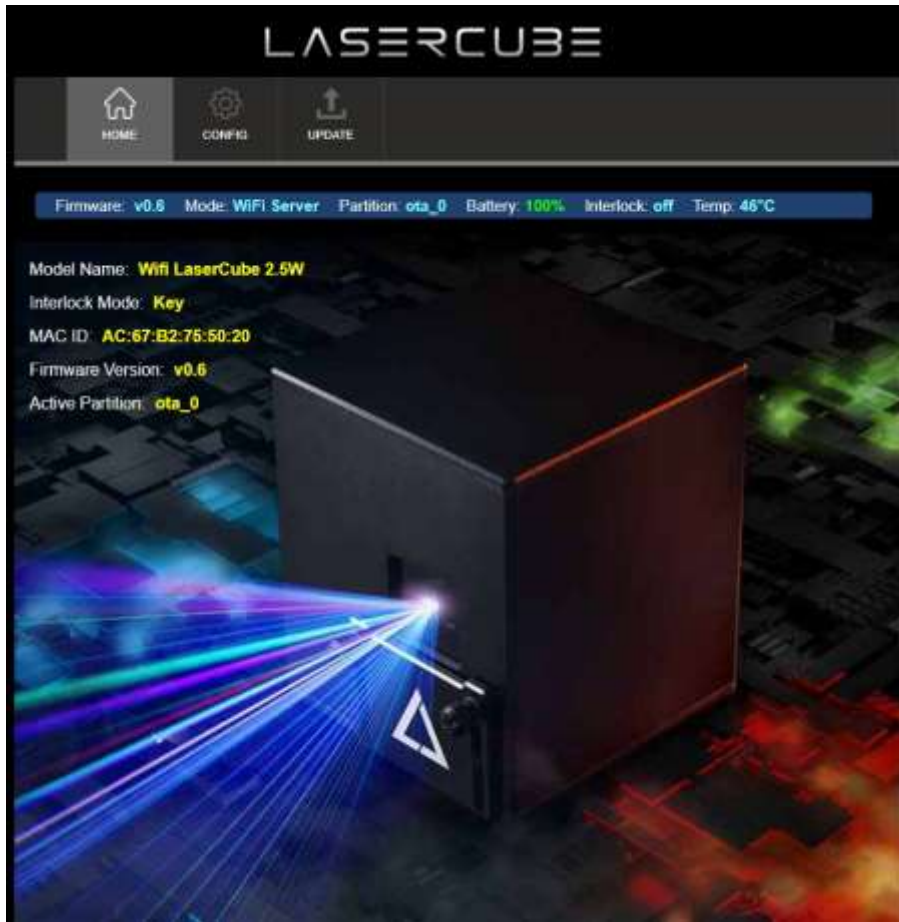 LASERCUBE
HOME CONFIG UPDATE
Firmware: v0.6 Mode: WiFi Server Partition: ota_0 Battery: 100% Interlock: off Temp: 46°C
Model Name: Wifi LaserCube 2.5W
Interlock Mode: Key
MAC ID: AC:67:B2:75:50:20
Firmware Version: v0.6
Active Partition: ota_0